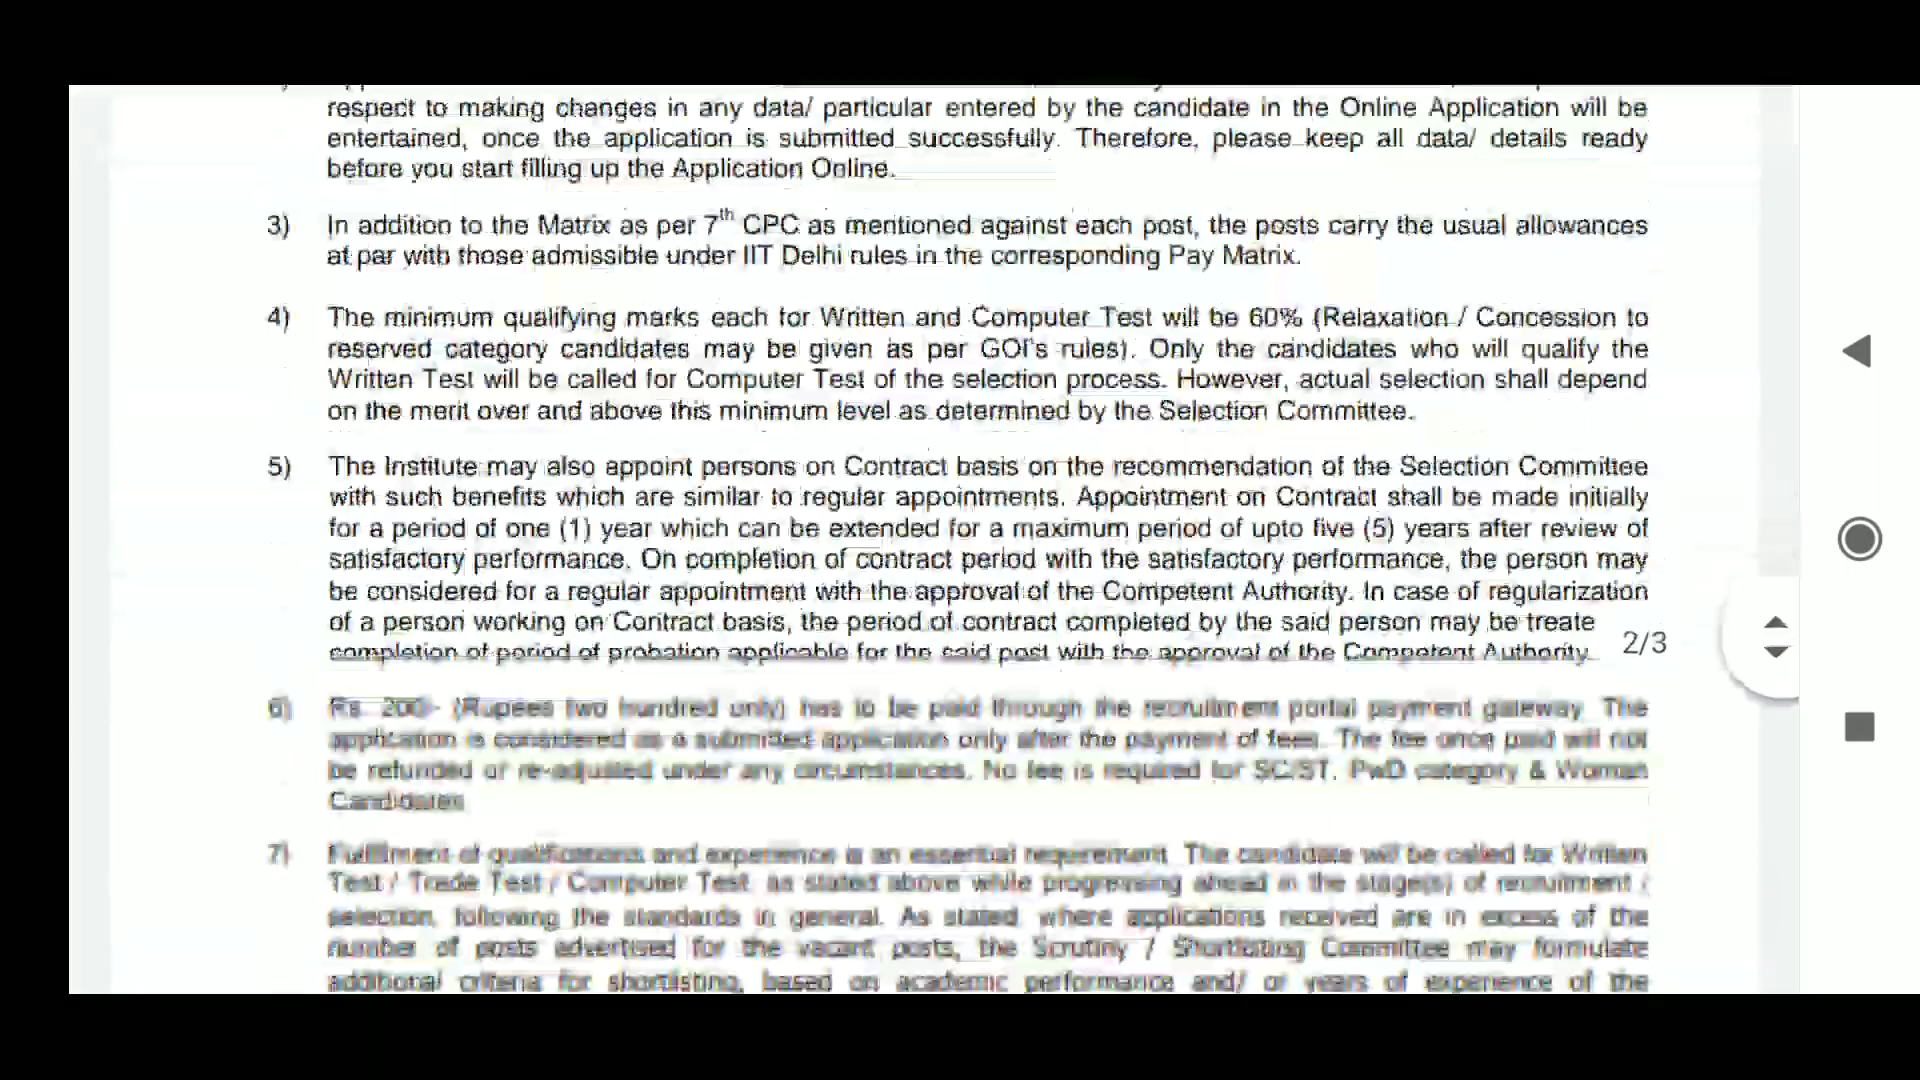 respect to making changes in any data/ particular entered by the candidate in the Online Application will be
entertained, once the application is submitted successfully. Therefore, please keep all data/ details ready
before you start filling up the Application Online.
3) In addition to the Matrix as per 7th CPC as mentioned against each post, the posts carry the usual allowances
at par with those admissible under IIT Delhi rules in the corresponding Pay Matrix.
4) The minimum qualifying marks each for Written and Computer Test will be 60% (Relaxation / Concession to
reserved category candidates may be given as per GOI's rules). Only the candidates who will qualify the
Written Test will be called for Computer Test of the selection process. However, actual selection shall depend
on the merit over and above this minimum level as determined by the Selection Committee.
5) The Institute may also appoint persons on Contract basis on the recommendation of the Selection Committee
with such benefits which are similar to regular appointments. Appointment on Contract shall be made initially
for a period of one (1) year which can be extended for a maximum period of upto five (5) years after review of
satisfactory performance. On completion of contract period with the satisfactory performance, the person may
be considered for a regular appointment with the approval of the Competent Authority. In case of regularization
of a person working on Contract basis, the period of contract completed by the said person may be treate
completion of period of probation applicable for the said post with the approval of the Competent Authority.
2/3
6) Rs. 200/- (Rupees two hundred only) has to be paid through the recruitment portal payment gateway. The
application is considered as a submitted application only after the payment of fees. The fee once paid will not
be refunded or re-adjusted under any circumstances. No fee is required for SC/ST, PwD category & Woman
Candidates.
7) Fulfillment of qualifications and experience is an essential requirement. The candidate will be called for Written
Test / Trade Test / Computer Test, as stated above while progressing ahead in the stage(s) of recruitment /
selection, following the standards in general. As stated, where applications received are in excess of the
number of posts advertised for the vacant posts, the Scrutiny / Shortlisting Committee may formulate
additional criteria for shortlisting, based on academic performance and/ or years of experience of the